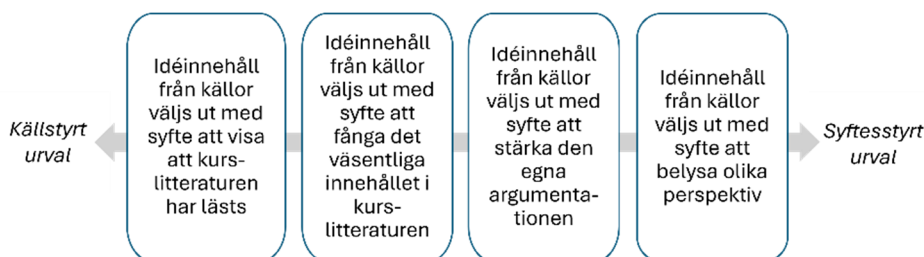 Källstyrt
urval
Idéinnehåll
från källor
väljs ut med
syfte att visa
att kurs-
litteraturen
har lästs
Idéinnehåll
från källor
väljs ut med
syfte att
fånga det
väsentliga
innehållet i
kurs-
litteraturen
Idéinnehåll
från källor
väljs ut med
syfte att
stärka den
egna
argumenta-
tionen
Idéinnehåll
från källor
väljs ut med
syfte att
belysa olika
perspektiv
Syftesstyrt
urval